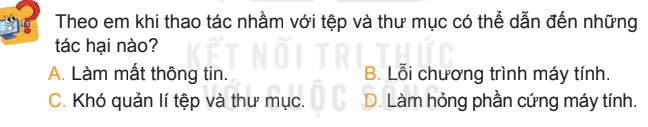 Theo em khi thao tác nhầm với tệp và thư mục có thể dẫn đến những
tác hại nào?
KẾT NỐI TRI THỨC
A. Làm mất thông tin. B. Lỗi chương trình máy tính.
VỚI CUỘC SỐNG
C. Khó quản lí tệp và thư mục. D. Làm hỏng phần cứng máy tính.